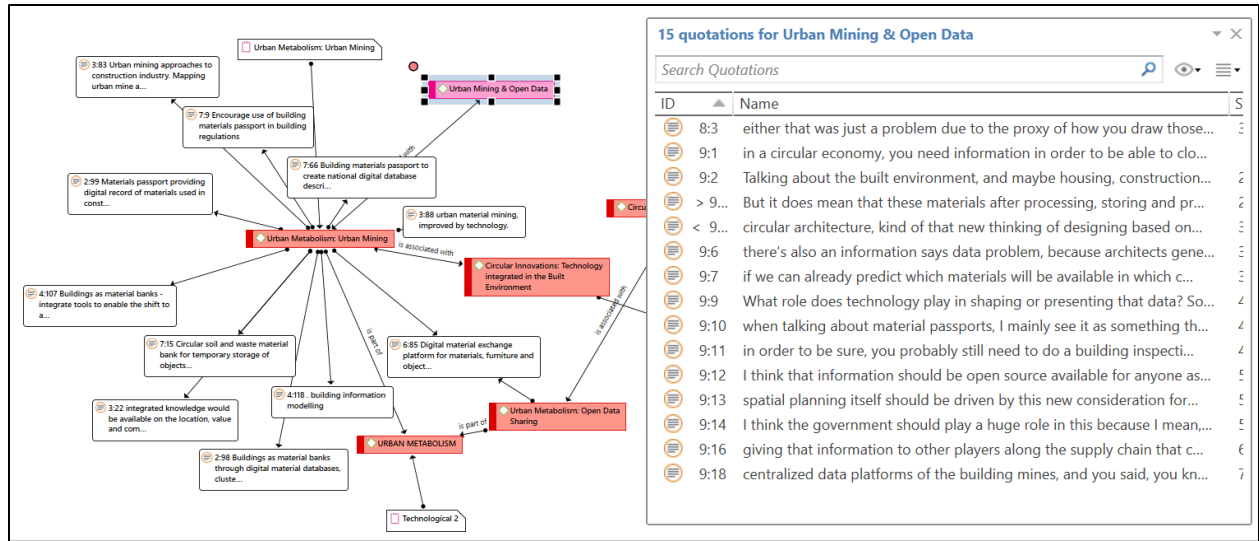 Urban Metabolism: Urban Mining
3:83 Urban mining approaches to
construction industry. Mapping
urban mine a...
Urban Mining & Open Data
7:9 Encourage use of building
materials passport in building
regulations
7:66 Building materials passport to
create national digital database
descri...
2:99 Materials passport providing
digital record of materials used in
const...
3:88 urban material mining,
improved by technology.
Urban Metabolism: Urban Mining
is associated with
Circular Innovations: Technology
integrated in the Built
Environment
4:107 Buildings as material banks -
integrate tools to enable the shift to
a...
is associated with
is part of
7:15 Circular soil and waste material
bank for temporary storage of
objects...
6:85 Digital material exchange
platform for materials, furniture and
object...
4:118 . building information
modelling
3:22 integrated knowledge would
be available on the location, value
and com...
Urban Metabolism: Open Data
Sharing
is part of
URBAN METABOLISM
2:98 Buildings as material banks
through digital material databases,
cluste...
Technological 2
15 quotations for Urban Mining & Open Data
Search Quotations
ID Name S
8:3 either that was just a problem due to the proxy of how you draw those... 3
9:1 in a circular economy, you need information in order to be able to clo...
9:2 Talking about the built environment, and maybe housing, construction... 2
> 9... But it does mean that these materials after processing, storing and pr... 2
< 9... circular architecture, kind of that new thinking of designing based on... 3
9:6 there's also an information says data problem, because architects gene... 3
9:7 if we can already predict which materials will be available in which c... 3
9:9 What role does technology play in shaping or presenting that data? So... 4
9:10 when talking about material passports, I mainly see it as something th... 4
9:11 in order to be sure, you probably still need to do a building inspecti... 4
9:12 I think that information should be open source available for anyone as... 5
9:13 spatial planning itself should be driven by this new consideration for... 5
9:14 I think the government should play a huge role in this because I mean,... 5
9:16 giving that information to other players along the supply chain that c... 6
9:18 centralized data platforms of the building mines, and you said, you kn... 7